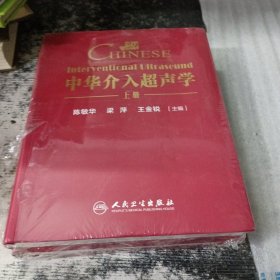 CHINESE
Interventional Ultrasound
中华介入超声学
上册
陈敏华 梁萍 王金锐 [主编]
人民卫生出版社
PEOPLE'S MEDICAL PUBLISHING HOUSE